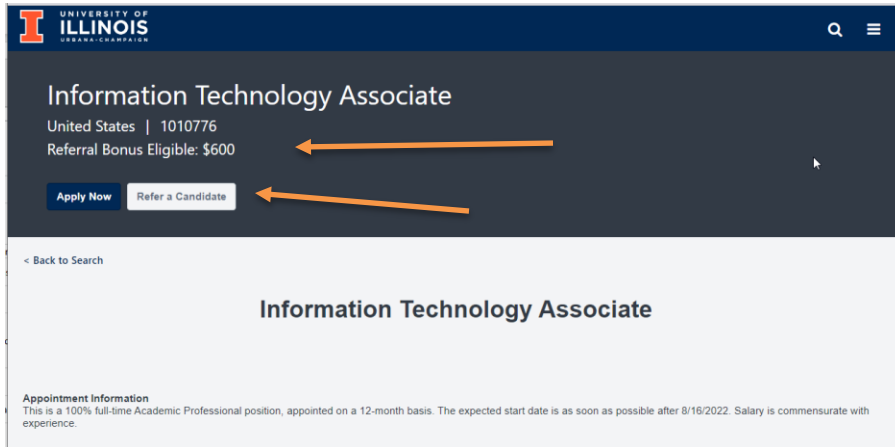 UNIVERSITY OF
ILLINOIS
URBANA-CHAMPAIGN
Information Technology Associate
United States | 1010776
Referral Bonus Eligible: $600
Apply Now Refer a Candidate
< Back to Search
Information Technology Associate
Appointment Information
This is a 100% full-time Academic Professional position, appointed on a 12-month basis. The expected start date is as soon as possible after 8/16/2022. Salary is commensurate with
experience.